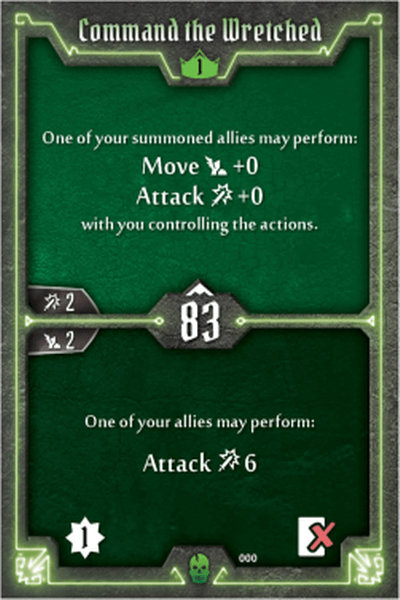 Command the Wretched
1
One of your summoned allies may perform:
Move +0
Attack +0
with you controlling the actions.
2
83
2
One of your allies may perform:
Attack 6
1
000